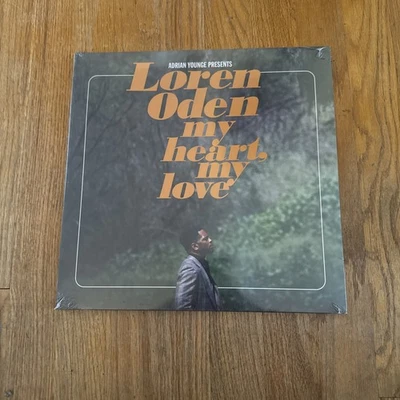 ADRIAN YOUNGE PRESENTS
Loren
Oden
my
heart,
my
love